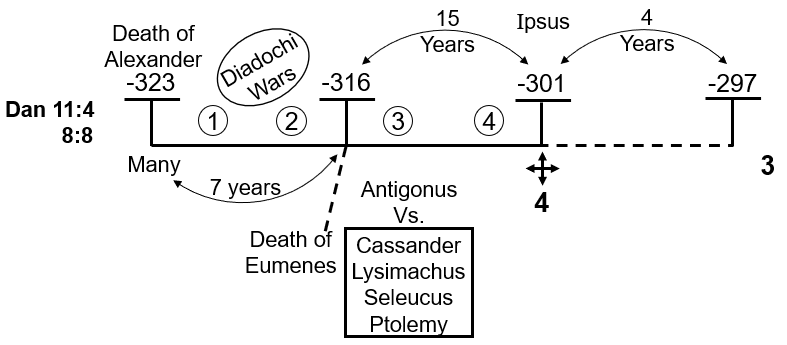 Death of
Alexander
-323
Diadochi
Wars
-316
15
Years
Ipsus
-301
4
Years
-297
Dan 11:4
8:8
1
2
3
4
Many
7 years
3
4
Death of
Eumenes
Antigonus
Vs.
Cassander
Lysimachus
Seleucus
Ptolemy